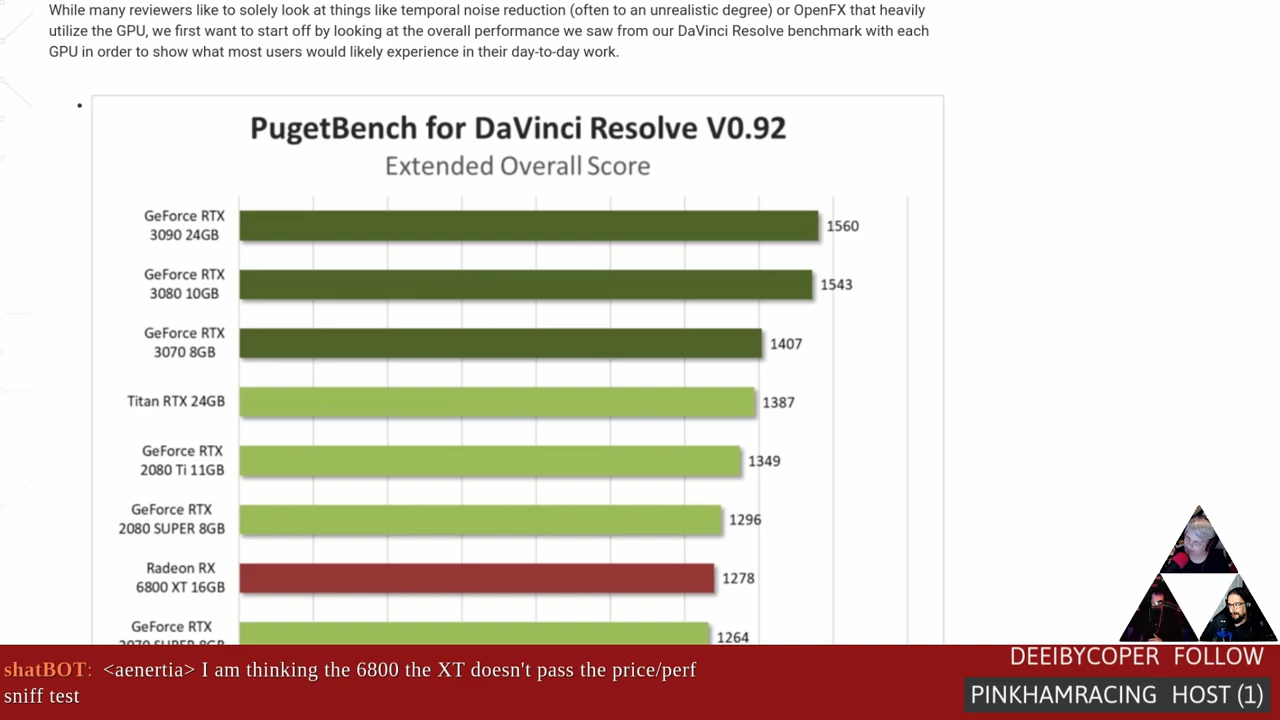 While many reviewers like to solely look at things like temporal noise reduction (often to an unrealistic degree) or OpenFX that heavily
utilize the GPU, we first want to start off by looking at the overall performance we saw from our DaVinci Resolve benchmark with each
GPU in order to show what most users would likely experience in their day-to-day work.
PugetBench for DaVinci Resolve V0.92
Extended Overall Score
GeForce RTX
3090 24GB
1560
GeForce RTX
3080 10GB
1543
GeForce RTX
3070 8GB
1407
Titan RTX 24GB
1387
GeForce RTX
2080 Ti 11GB
1349
GeForce RTX
2080 SUPER 8GB
1296
Radeon RX
6800 XT 16GB
1278
GeForce RTX
2070 SUPER 8GB
1264
shatBOT: <aenertia> I am thinking the 6800 the XT doesn't pass the price/perf
sniff test
DEEIBYCOPER FOLLOW
PINKHAMRACING HOST (1)